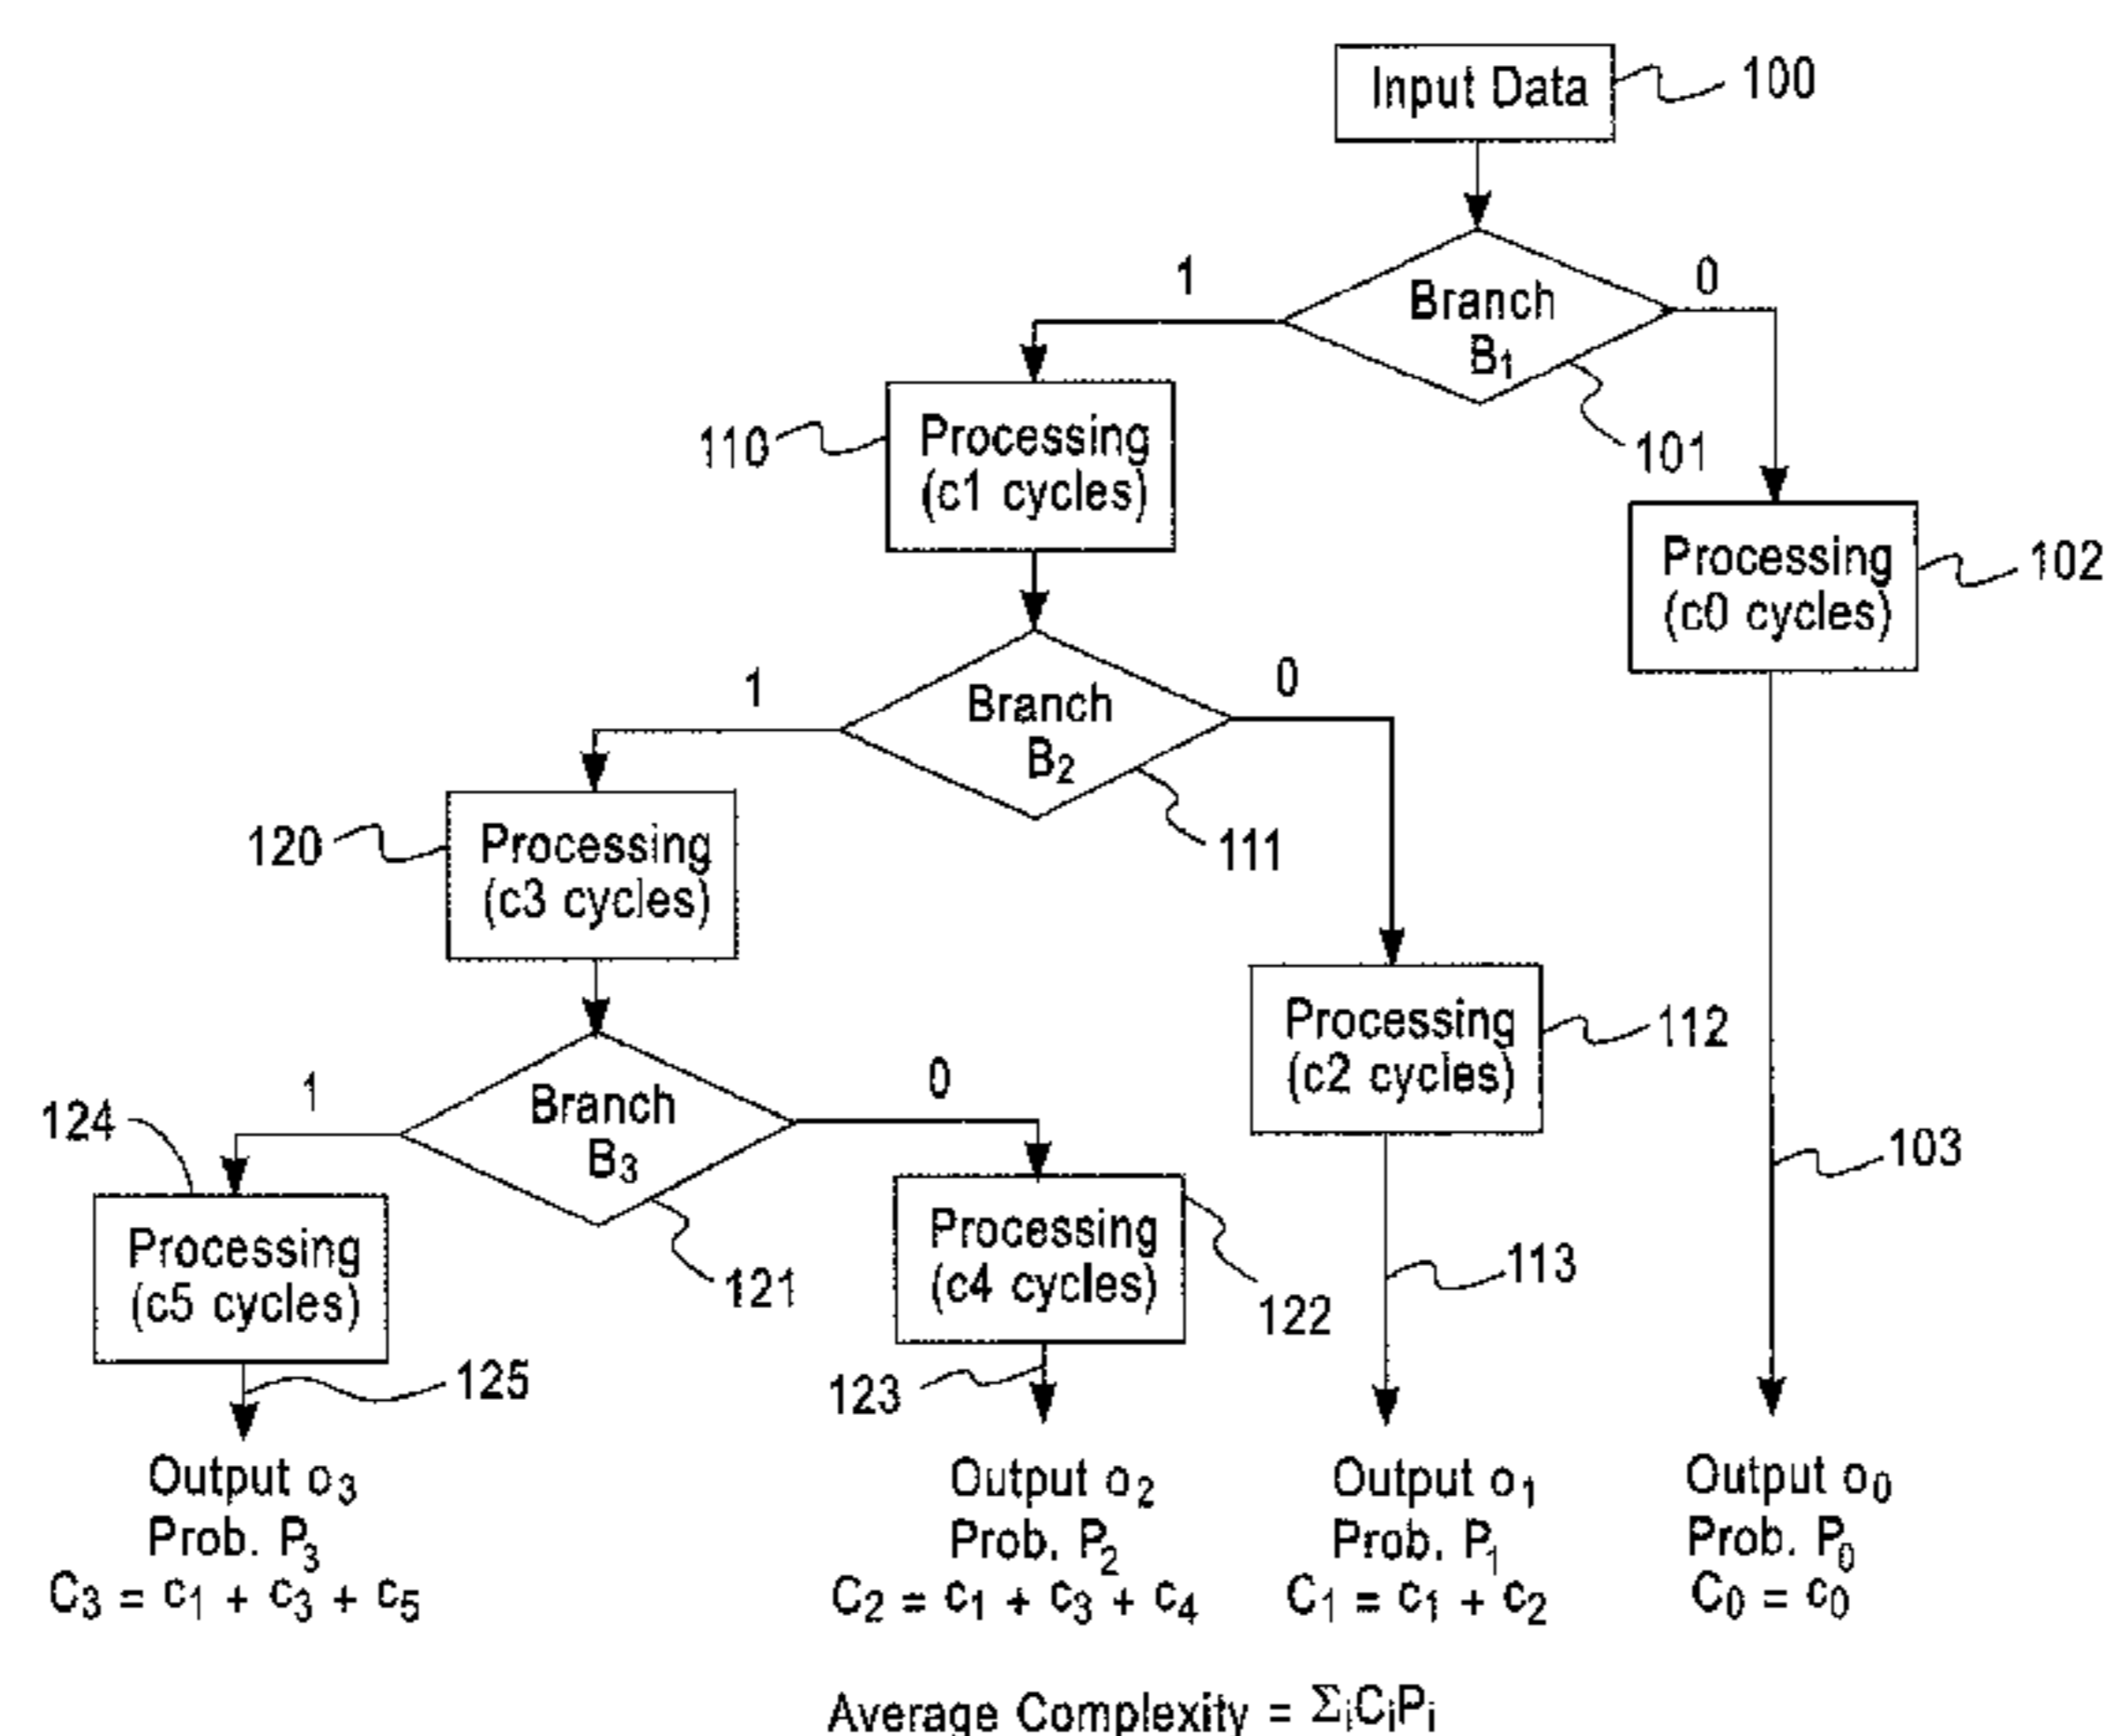 Input Data
100
1
0
Branch
B1
101
110
Processing
(c1 cycles)
Processing
(c0 cycles)
102
1
0
Branch
B2
111
120
Processing
(c3 cycles)
Processing
(c2 cycles)
112
1
0
Branch
B3
121
124
Processing
(c5 cycles)
Processing
(c4 cycles)
122
103
113
125
123
Output o3
Prob. P3
C3 = c1 + c3 + c5
Output o2
Prob. P2
C2 = c1 + c3 + c4
Output o1
Prob. P1
C1 = c1 + c2
Output o0
Prob. P0
C0 = c0
Average Complexity = ΣiCiPi